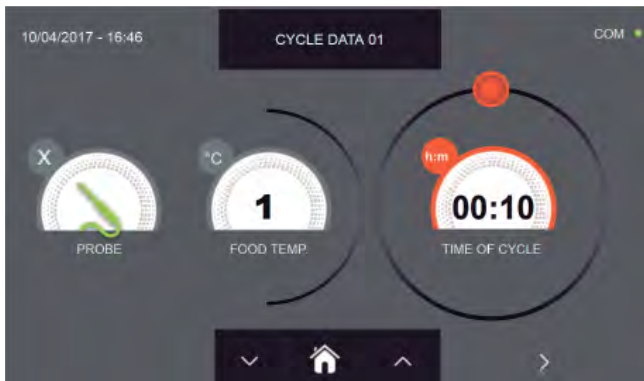 10/04/2017 - 16:46
CYCLE DATA 01
COM
X
PROBE
°C
1
FOOD TEMP.
h:m
00:10
TIME OF CYCLE